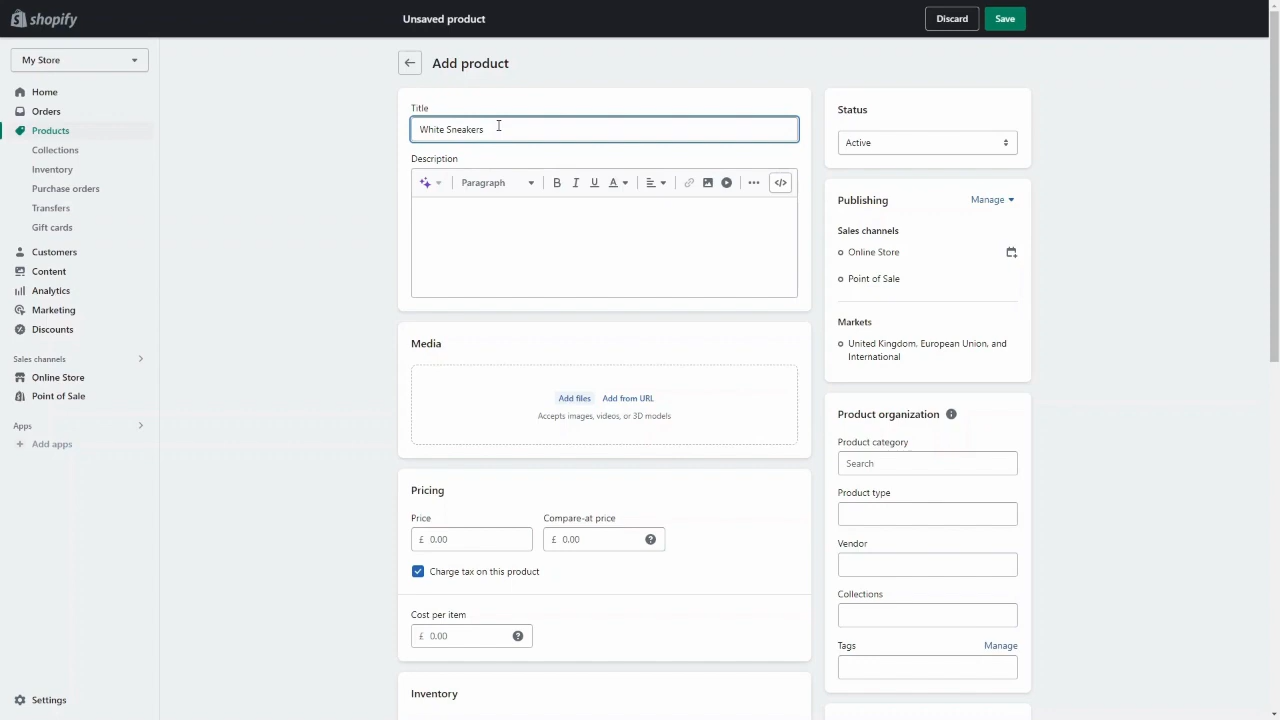 shopify
Unsaved product
Discard
Save
My Store
Home
Orders
Products
Collections
Inventory
Purchase orders
Transfers
Gift cards
Customers
Content
Analytics
Marketing
Discounts
Sales channels
Online Store
Point of Sale
Apps
Add apps
Settings
Add product
Title
White Sneakers
Description
Paragraph
B I U A
Media
Add files Add from URL
Accepts images, videos, or 3D models
Pricing
Price
Compare-at price
£ 0.00
£ 0.00
Charge tax on this product
Cost per item
£ 0.00
Inventory
Status
Active
Publishing
Manage
Sales channels
Online Store
Point of Sale
Markets
United Kingdom, European Union, and
International
Product organization
Product category
Search
Product type
Vendor
Collections
Tags
Manage